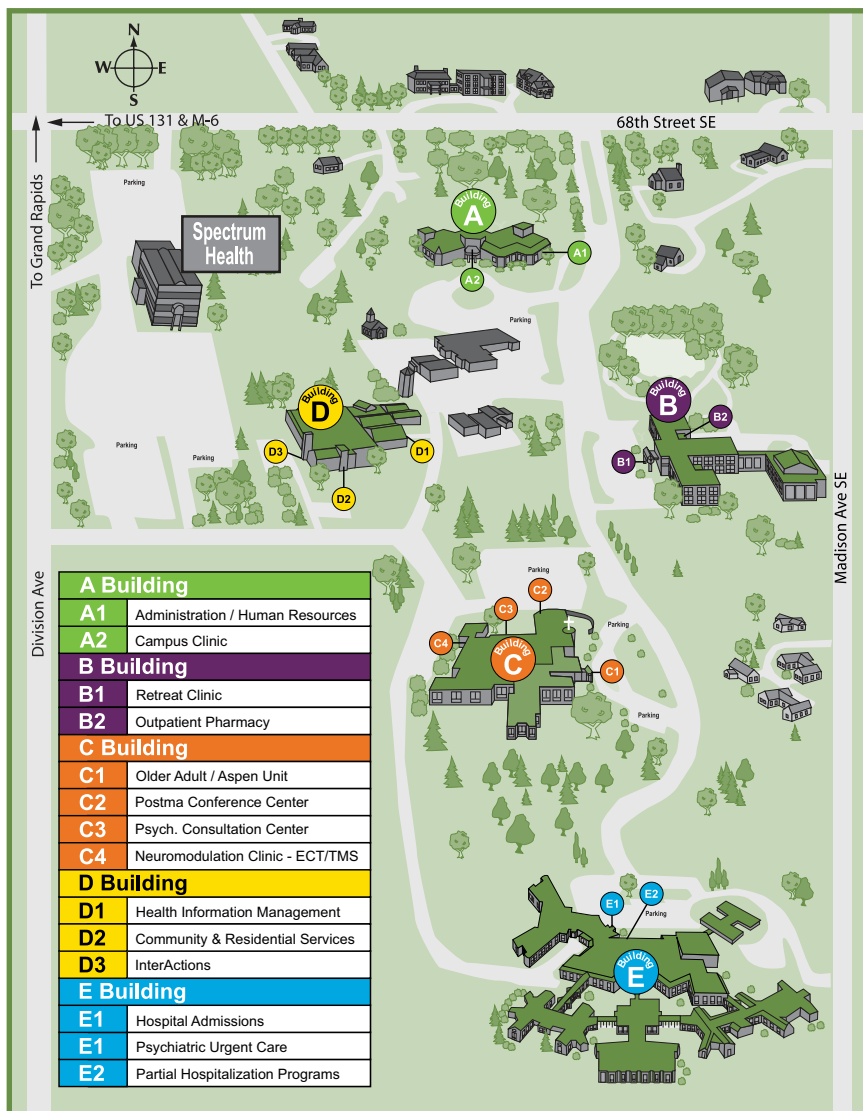 N
W
E
S
To US 131 & M-6
68th Street SE
To Grand Rapids
Division Ave
Madison Ave SE
Parking
Spectrum
Health
Building
A
A1
A2
Parking
Building
D
D3
D1
D2
Parking
Parking
Building
B
B2
B1
Parking
C2
C3
C4
Building
C
C1
Parking
Parking
E1
E2
Parking
Building
E
A Building
A1 Administration / Human Resources
A2 Campus Clinic
B Building
B1 Retreat Clinic
B2 Outpatient Pharmacy
C Building
C1 Older Adult / Aspen Unit
C2 Postma Conference Center
C3 Psych. Consultation Center
C4 Neuromodulation Clinic - ECT/TMS
D Building
D1 Health Information Management
D2 Community & Residential Services
D3 InterActions
E Building
E1 Hospital Admissions
E1 Psychiatric Urgent Care
E2 Partial Hospitalization Programs